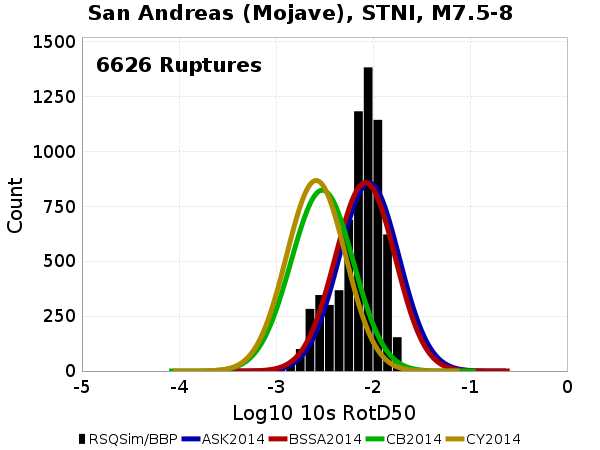 San Andreas (Mojave), STNI, M7.5-8
1500
6626 Ruptures
1250
1000
750
500
250
0
Count
-5 -4 -3 -2 -1 0
Log10 10s RotD50
RSQSim/BBP ASK2014 BSSA2014 CB2014 CY2014